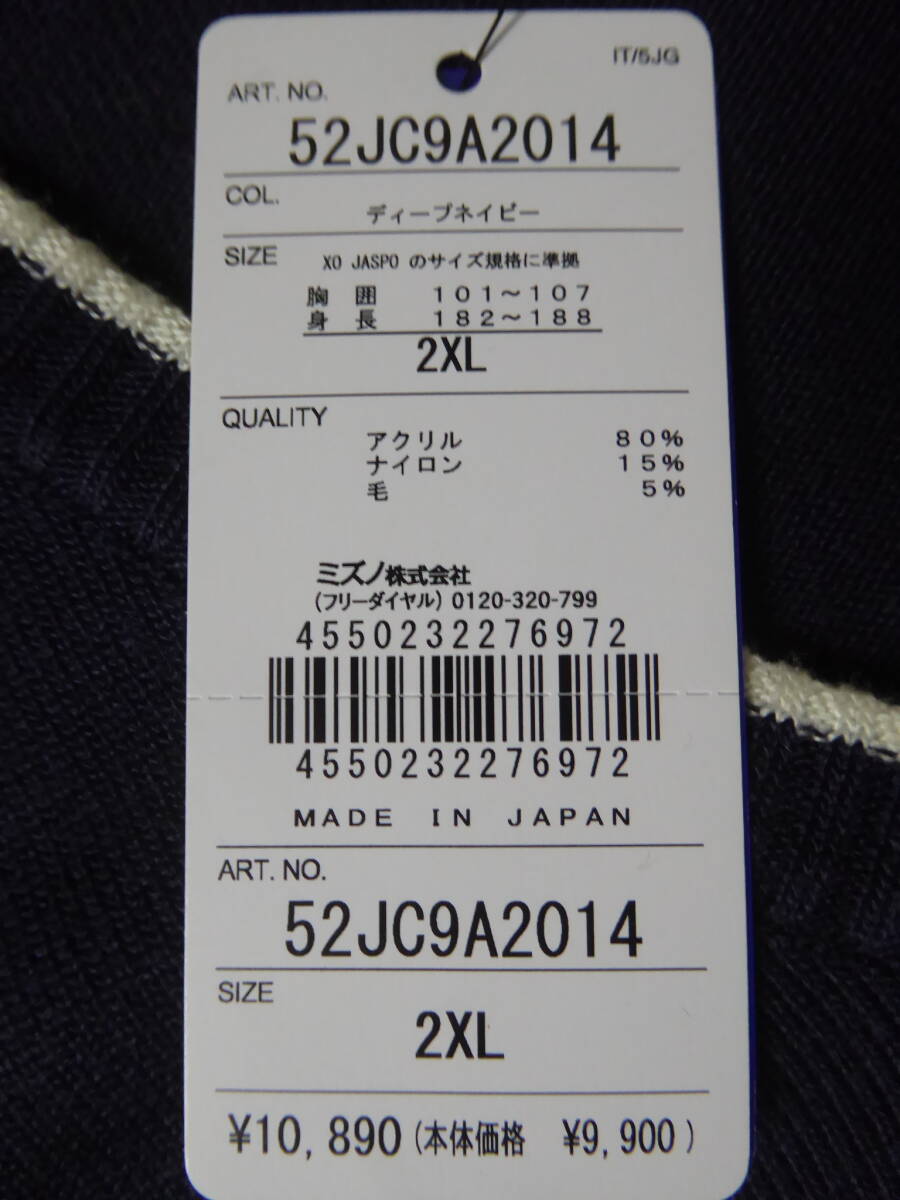 IT/5JG
ART. NO.
52JC9A2014
COL.
ディープネイビー
SIZE
XO JASPO のサイズ規格に準拠
胸 囲 101～107
身 長 182～188
2XL
QUALITY
アクリル 80%
ナイロン 15%
毛 5%
ミズノ株式会社
(フリーダイヤル) 0120-320-799
4550232276972
4550232276972
MADE IN JAPAN
ART. NO.
52JC9A2014
SIZE
2XL
¥10,890 (本体価格 ¥9,900)